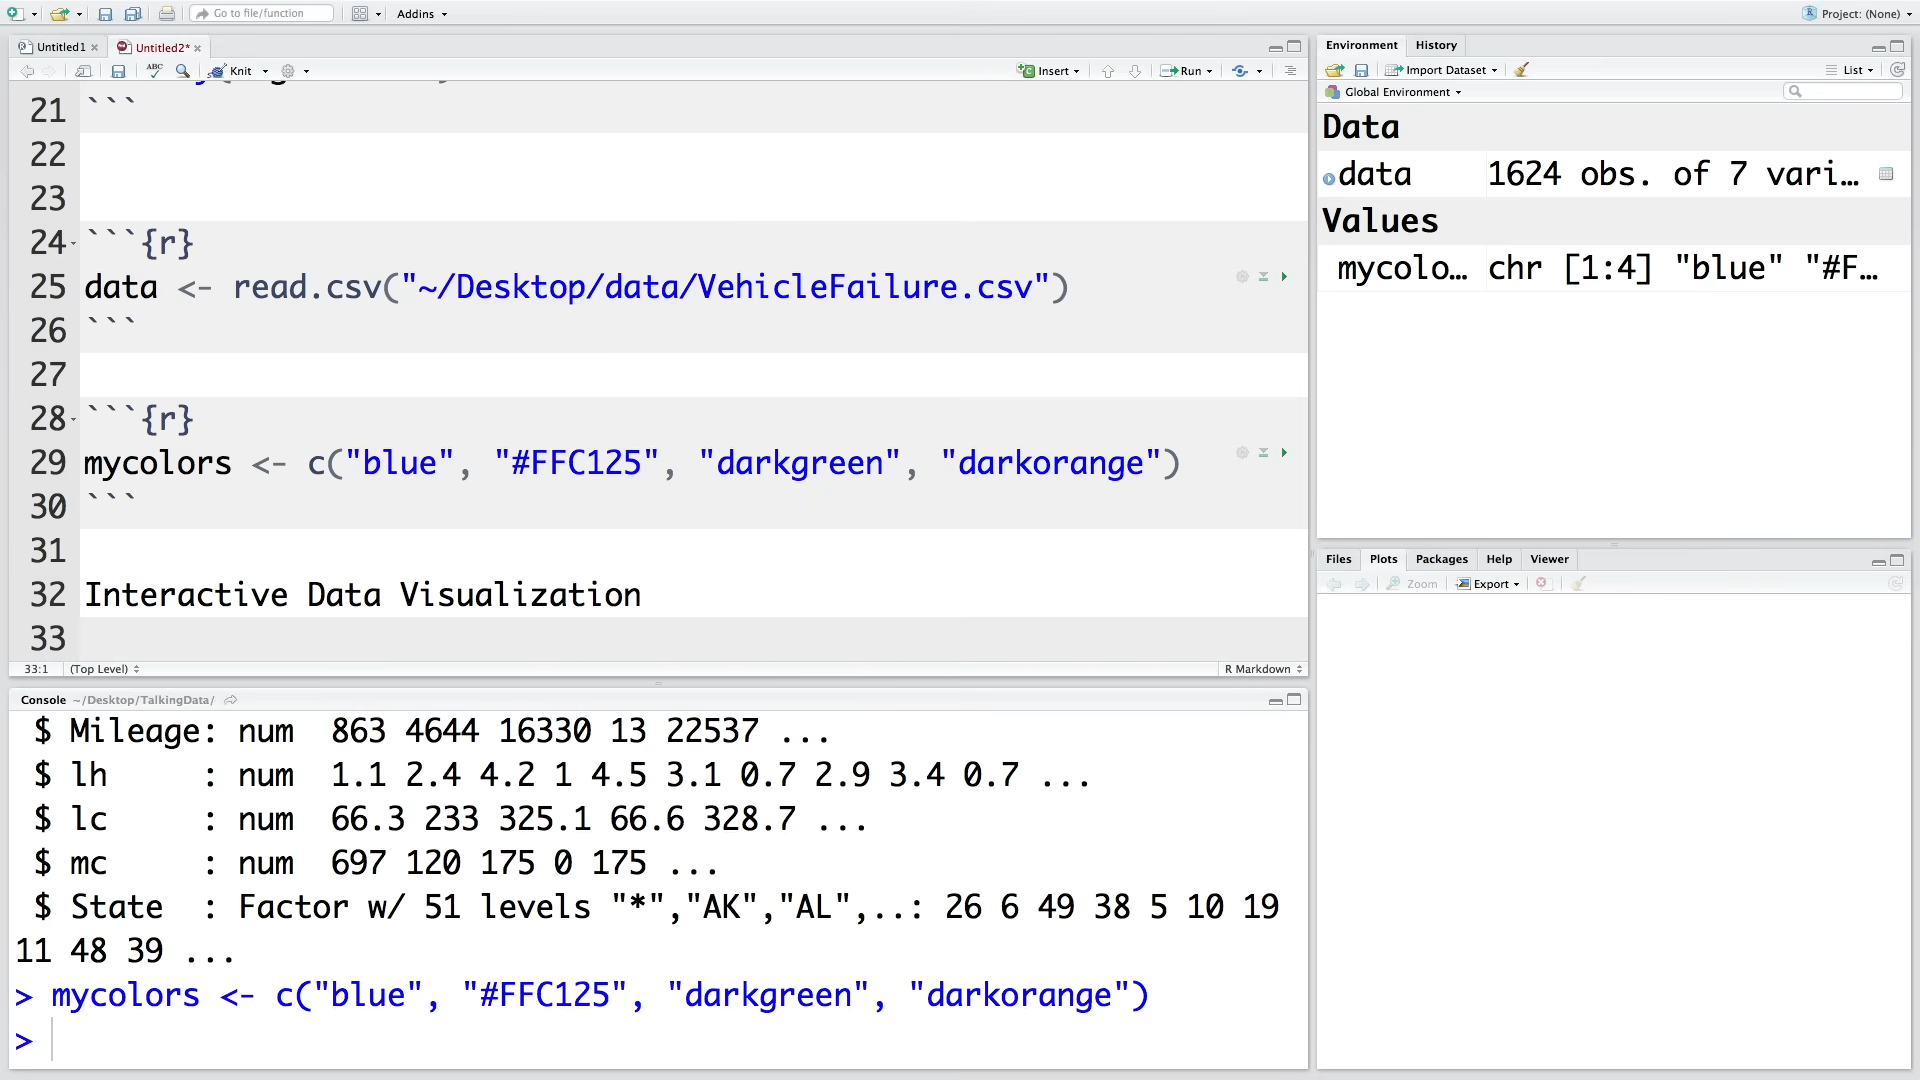 Go to file/function
Addins
Project: (None)
Untitled1
Untitled2*
ABC
Knit
Insert
Run
21 ```
22
23
24 ```{r}
25 data <- read.csv("~/Desktop/data/VehicleFailure.csv")
26 ```
27
28 ```{r}
29 mycolors <- c("blue", "#FFC125", "darkgreen", "darkorange")
30 ```
31
32 Interactive Data Visualization
33
33:1 (Top Level) R Markdown
Console ~/Desktop/TalkingData/
$ Mileage: num 863 4644 16330 13 22537 ...
$ lh : num 1.1 2.4 4.2 1 4.5 3.1 0.7 2.9 3.4 0.7 ...
$ lc : num 66.3 233 325.1 66.6 328.7 ...
$ mc : num 697 120 175 0 175 ...
$ State : Factor w/ 51 levels "*","AK","AL",..: 26 6 49 38 5 10 19
11 48 39 ...
> mycolors <- c("blue", "#FFC125", "darkgreen", "darkorange")
>
Environment History
Import Dataset List
Global Environment
Data
data 1624 obs. of 7 vari...
Values
mycolo... chr [1:4] "blue" "#F...
Files Plots Packages Help Viewer
Zoom Export